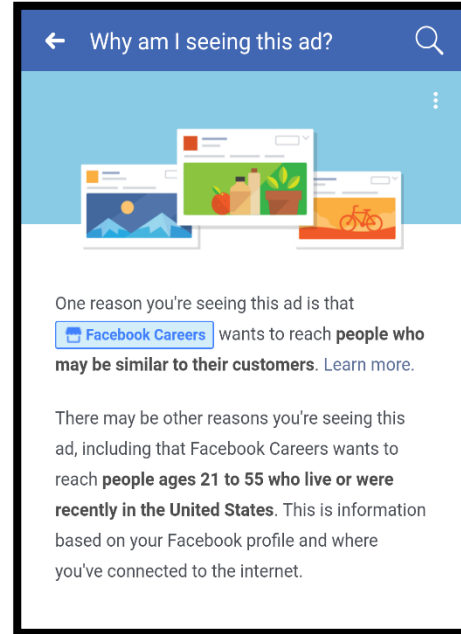 Why am I seeing this ad?
One reason you're seeing this ad is that
Facebook Careers wants to reach people who
may be similar to their customers. Learn more.
There may be other reasons you're seeing this
ad, including that Facebook Careers wants to
reach people ages 21 to 55 who live or were
recently in the United States. This is information
based on your Facebook profile and where
you've connected to the internet.